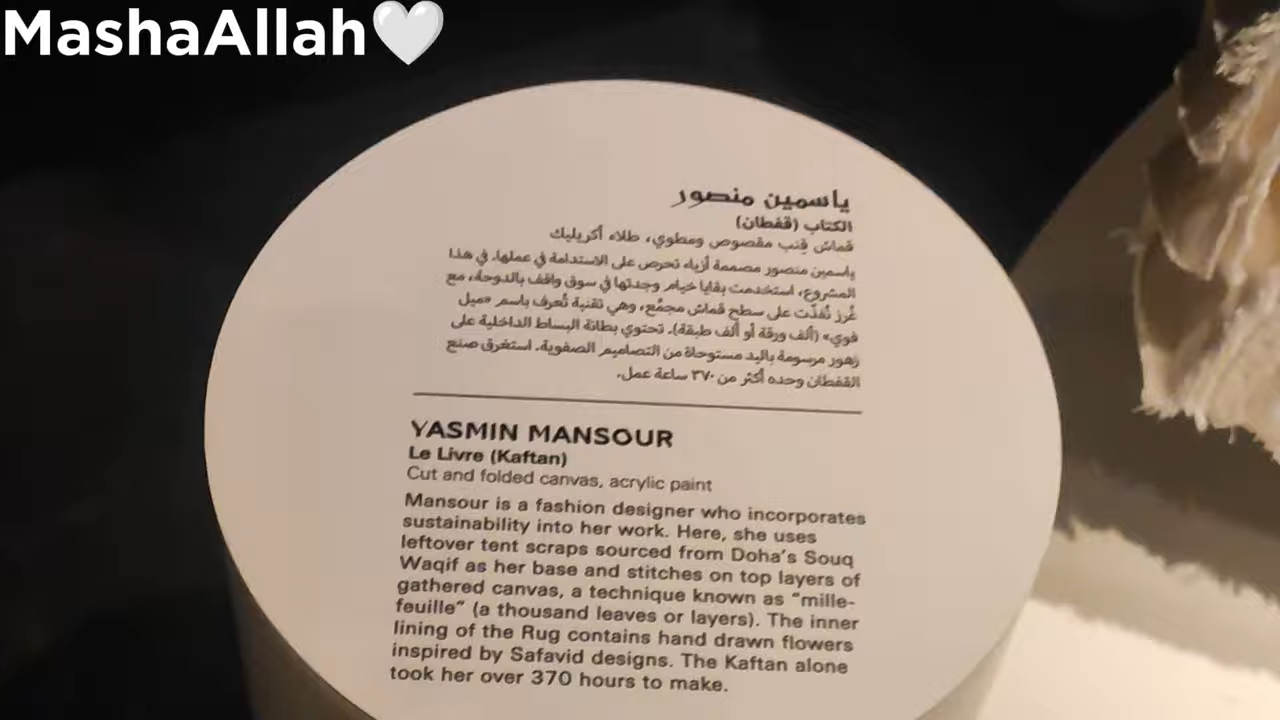 MashaAllah🤍
ياسمين منصور
الكتاب (قفطان)
قماش قِنب مقصوص ومطوي، طلاء أكريليك
ياسمين منصور مصممة أزياء تحرص على الاستدامة في عملها. في هذا
المشروع، استخدمت بقايا خيام وجدتها في سوق واقف بالدوحة، مع
غُرز نُفذّت على سطح قماش مجمّع، وهي تقنية تُعرف باسم «ميل
فوي» (ألف ورقة أو ألف طبقة). تحتوي بطانة البساط الداخلية على
زهور مرسومة باليد مستوحاة من التصاميم الصفوية. استغرق صنع
القفطان وحده أكثر من ٣٧٠ ساعة عمل.
YASMIN MANSOUR
Le Livre (Kaftan)
Cut and folded canvas, acrylic paint
Mansour is a fashion designer who incorporates
sustainability into her work. Here, she uses
leftover tent scraps sourced from Doha's Souq
Waqif as her base and stitches on top layers of
gathered canvas, a technique known as "mille-
feuille" (a thousand leaves or layers). The inner
lining of the Rug contains hand drawn flowers
inspired by Safavid designs. The Kaftan alone
took her over 370 hours to make.